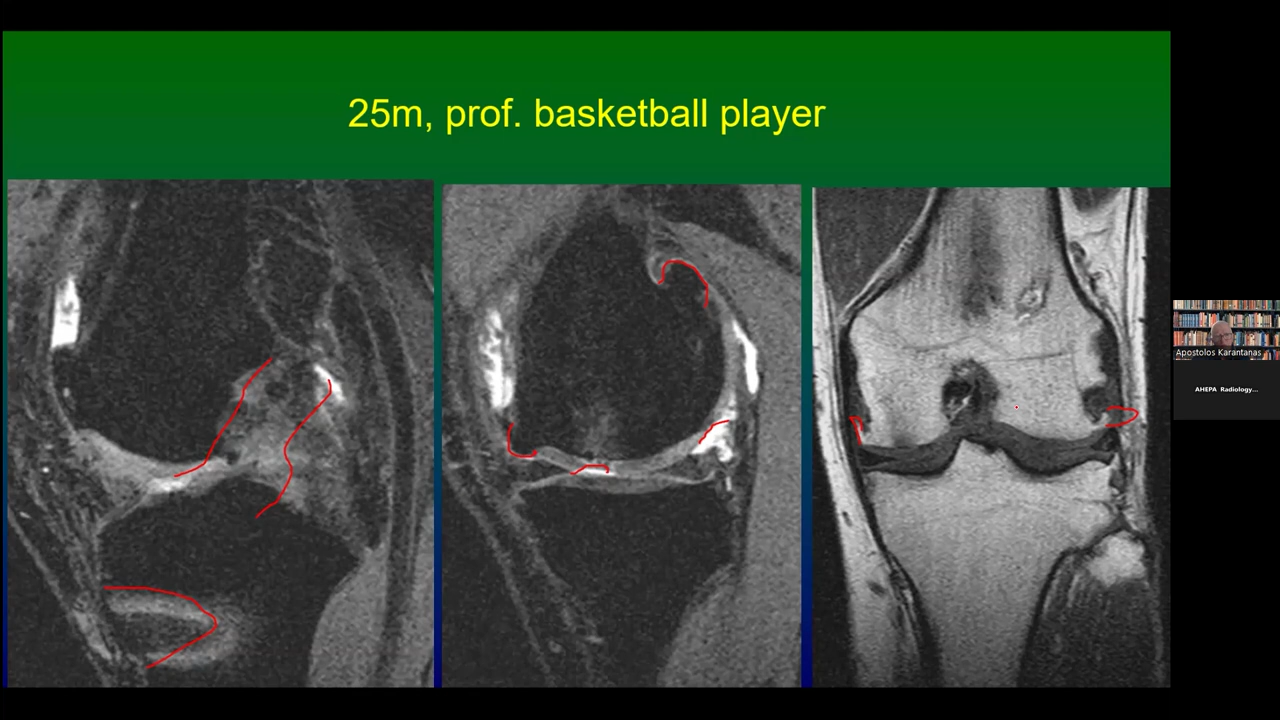 25m, prof. basketball player
Apostolos Karantanas
AHEPA Radiology...